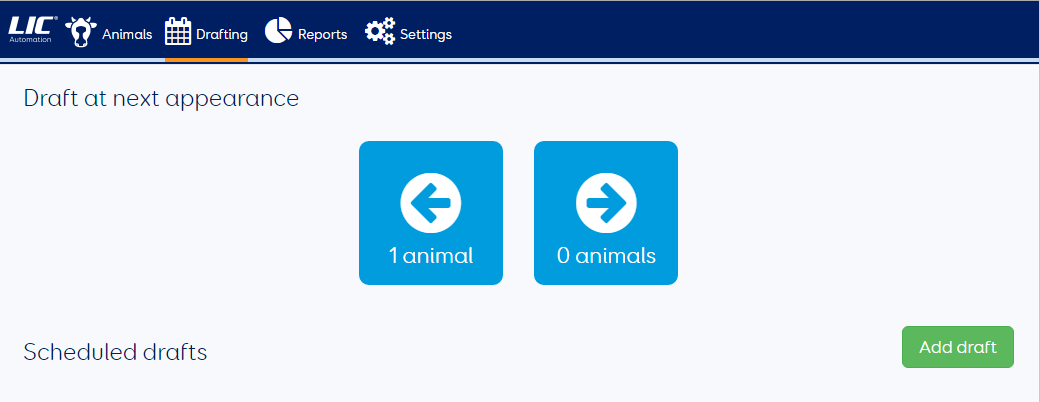 LIC®
Automation
Animals
Drafting
Reports
Settings
Draft at next appearance
1 animal
0 animals
Scheduled drafts
Add draft